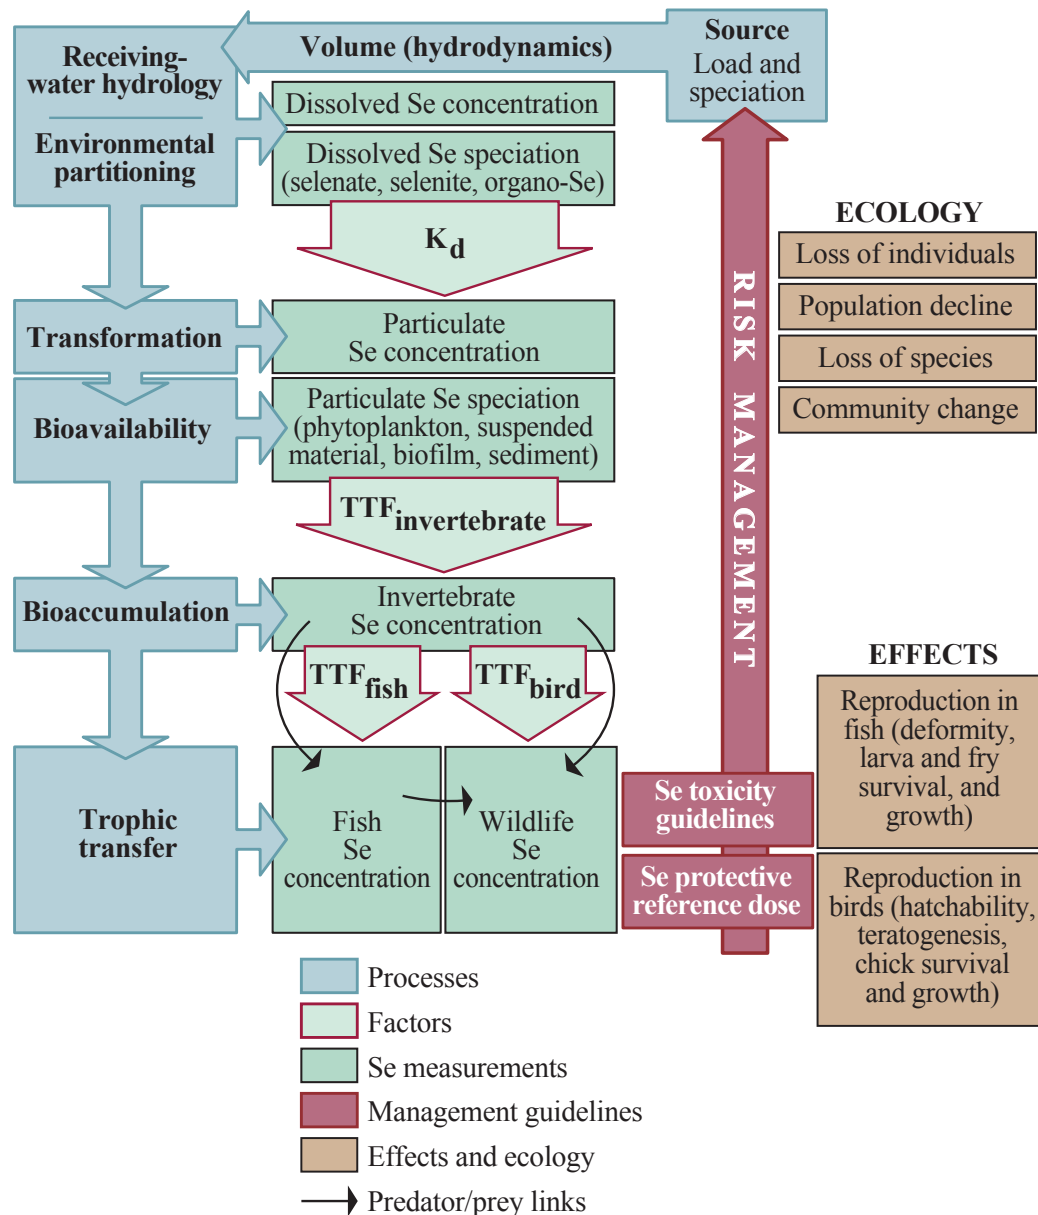 Receiving-
water hydrology
Environmental
partitioning
Volume (hydrodynamics)
Source
Load and
speciation
Dissolved Se concentration
Dissolved Se speciation
(selenate, selenite, organo-Se)
Kd
Transformation
Particulate
Se concentration
Bioavailability
Particulate Se speciation
(phytoplankton, suspended
material, biofilm, sediment)
TTFinvertebrate
Bioaccumulation
Invertebrate
Se concentration
TTFfish
TTFbird
Trophic
transfer
Fish
Se
concentration
Wildlife
Se
concentration
RISK MANAGEMENT
Se toxicity
guidelines
Se protective
reference dose
ECOLOGY
Loss of individuals
Population decline
Loss of species
Community change
EFFECTS
Reproduction in
fish (deformity,
larva and fry
survival, and
growth)
Reproduction in
birds (hatchability,
teratogenesis,
chick survival
and growth)
Processes
Factors
Se measurements
Management guidelines
Effects and ecology
Predator/prey links